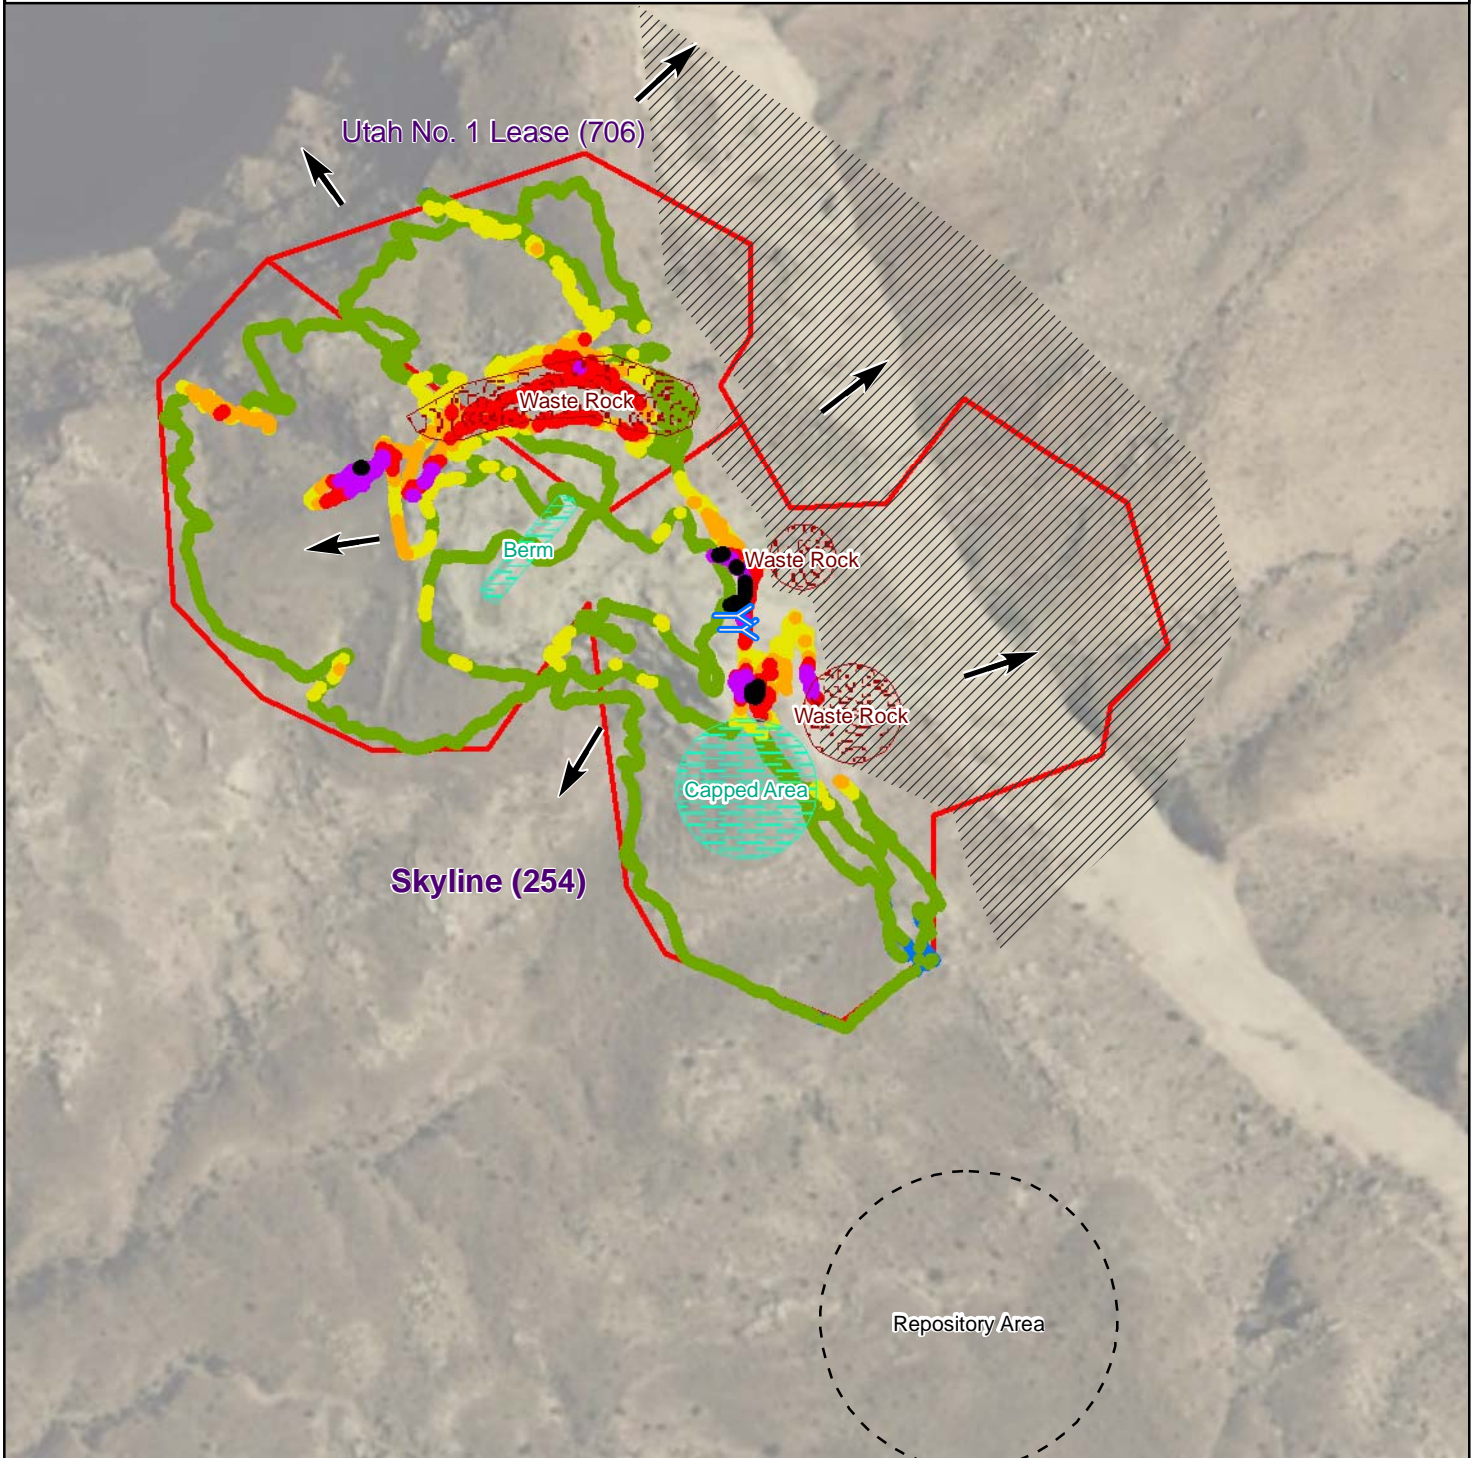 Utah No. 1 Lease (706)
Waste Rock
Berm
Waste Rock
Waste Rock
Capped Area
Skyline (254)
Repository Area